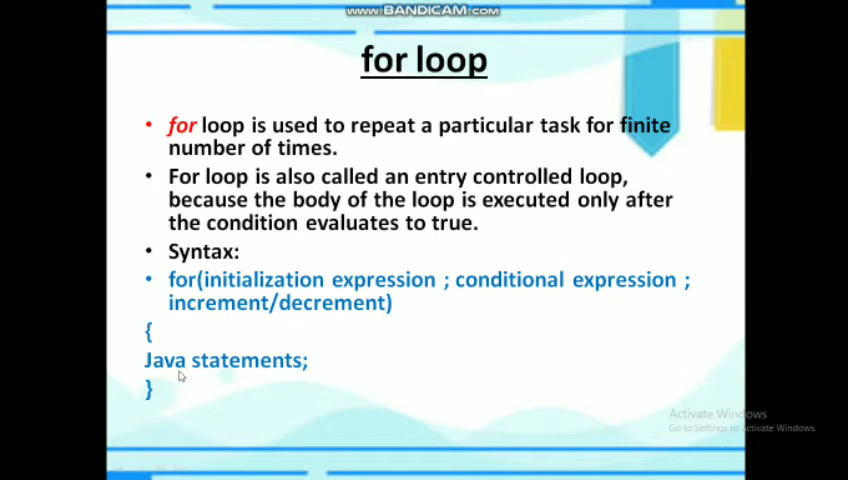 www.BANDICAM.com
for loop
• for loop is used to repeat a particular task for finite
number of times.
• For loop is also called an entry controlled loop,
because the body of the loop is executed only after
the condition evaluates to true.
• Syntax:
• for(initialization expression ; conditional expression ;
increment/decrement)
{
Java statements;
}
Activate Windows
Go to Settings to Activate Windows.